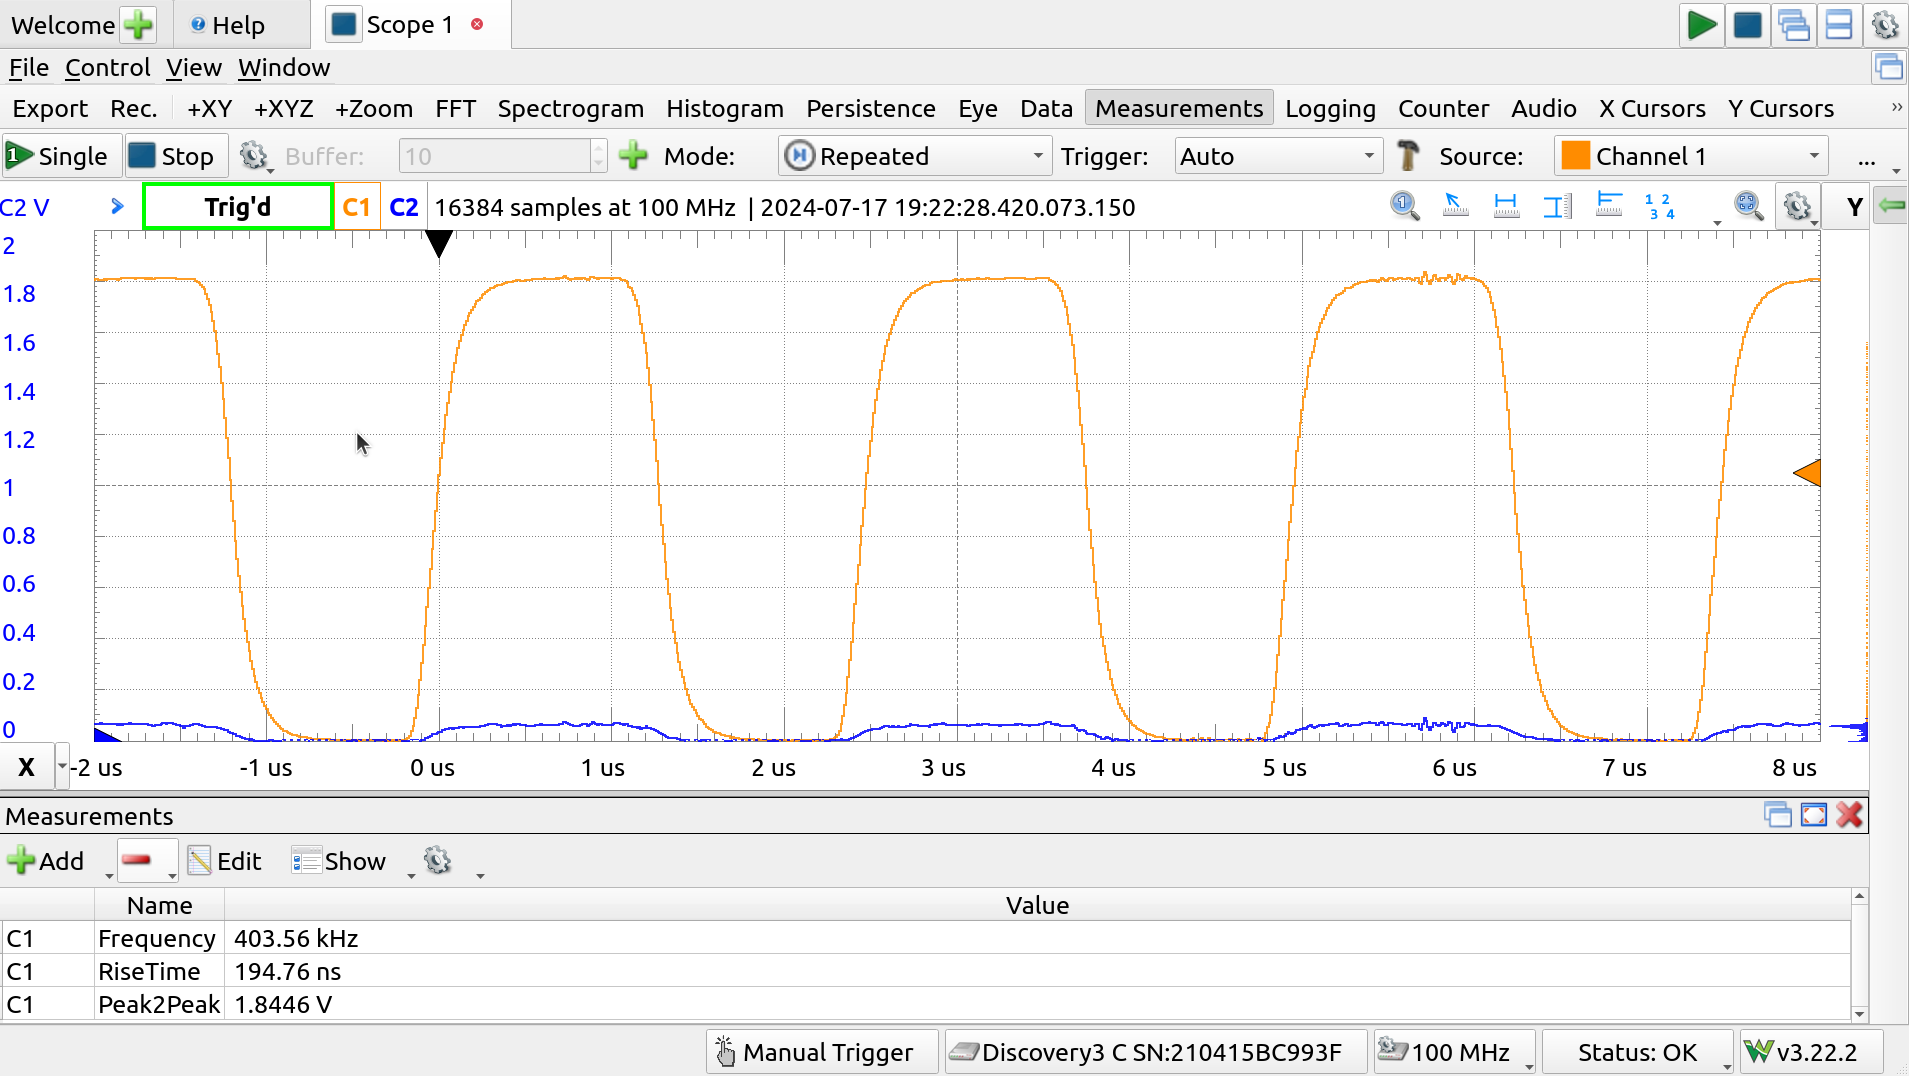 Welcome Help Scope 1
File Control View Window
Export Rec. +XY +XYZ +Zoom FFT Spectrogram Histogram Persistence Eye Data Measurements Logging Counter Audio X Cursors Y Cursors »
1 Single Stop Buffer: 10 Mode: Repeated Trigger: Auto Source: Channel 1 ...
C2 V Trig'd C1 C2 16384 samples at 100 MHz | 2024-07-17 19:22:28.420.073.150 1 1 2 3 4 Y
2
1.8
1.6
1.4
1.2
1
0.8
0.6
0.4
0.2
0
X -2 us -1 us 0 us 1 us 2 us 3 us 4 us 5 us 6 us 7 us 8 us
Measurements
Add Edit Show
Name Value
C1 Frequency 403.56 kHz
C1 RiseTime 194.76 ns
C1 Peak2Peak 1.8446 V
Manual Trigger Discovery3 C SN:210415BC993F 100 MHz Status: OK v3.22.2